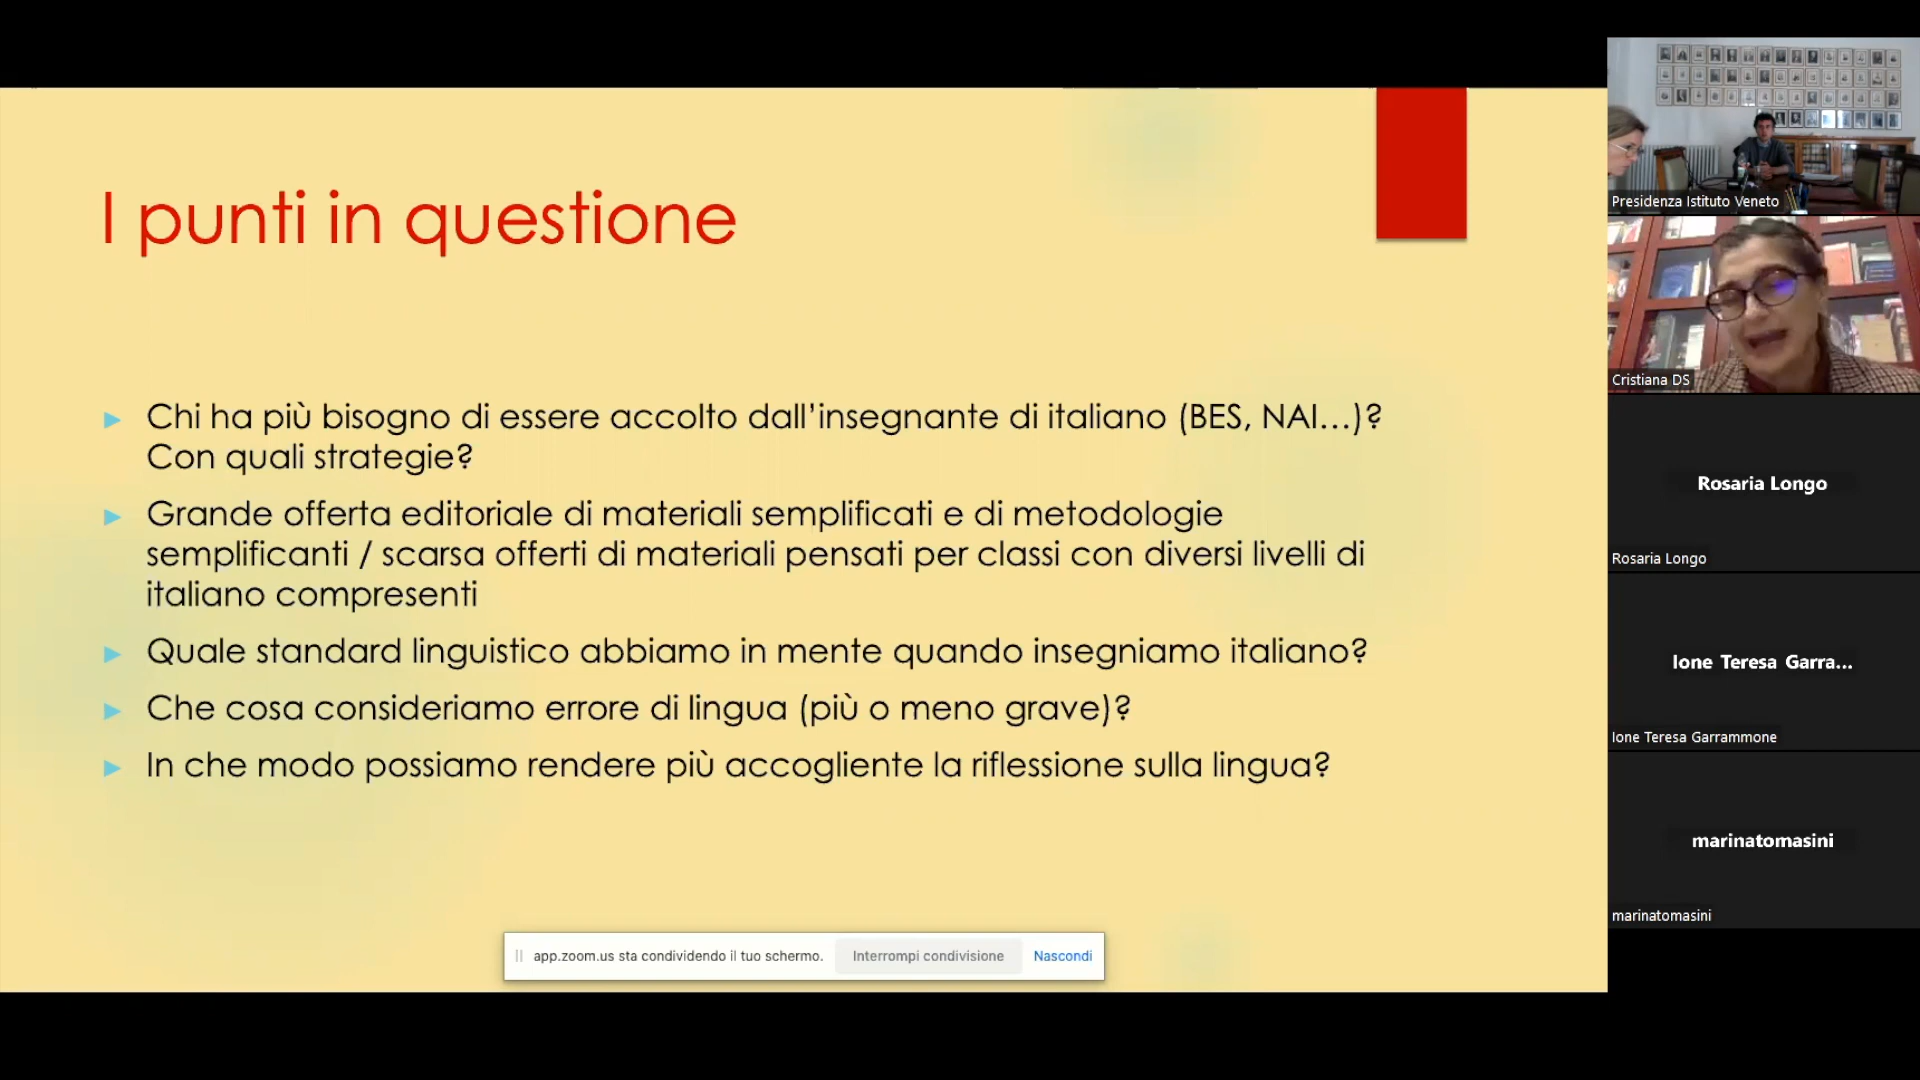 I punti in questione
Chi ha più bisogno di essere accolto dall’insegnante di italiano (BES, NAI…)?
Con quali strategie?
Grande offerta editoriale di materiali semplificati e di metodologie
semplificanti / scarsa offerti di materiali pensati per classi con diversi livelli di
italiano compresenti
Quale standard linguistico abbiamo in mente quando insegniamo italiano?
Che cosa consideriamo errore di lingua (più o meno grave)?
In che modo possiamo rendere più accogliente la riflessione sulla lingua?
app.zoom.us sta condividendo il tuo schermo.
Interrompi condivisione
Nascondi
Presidenza Istituto Veneto
Cristiana DS
Rosaria Longo
Rosaria Longo
Ione Teresa Garra...
Ione Teresa Garrammone
marinatomasini
marinatomasini